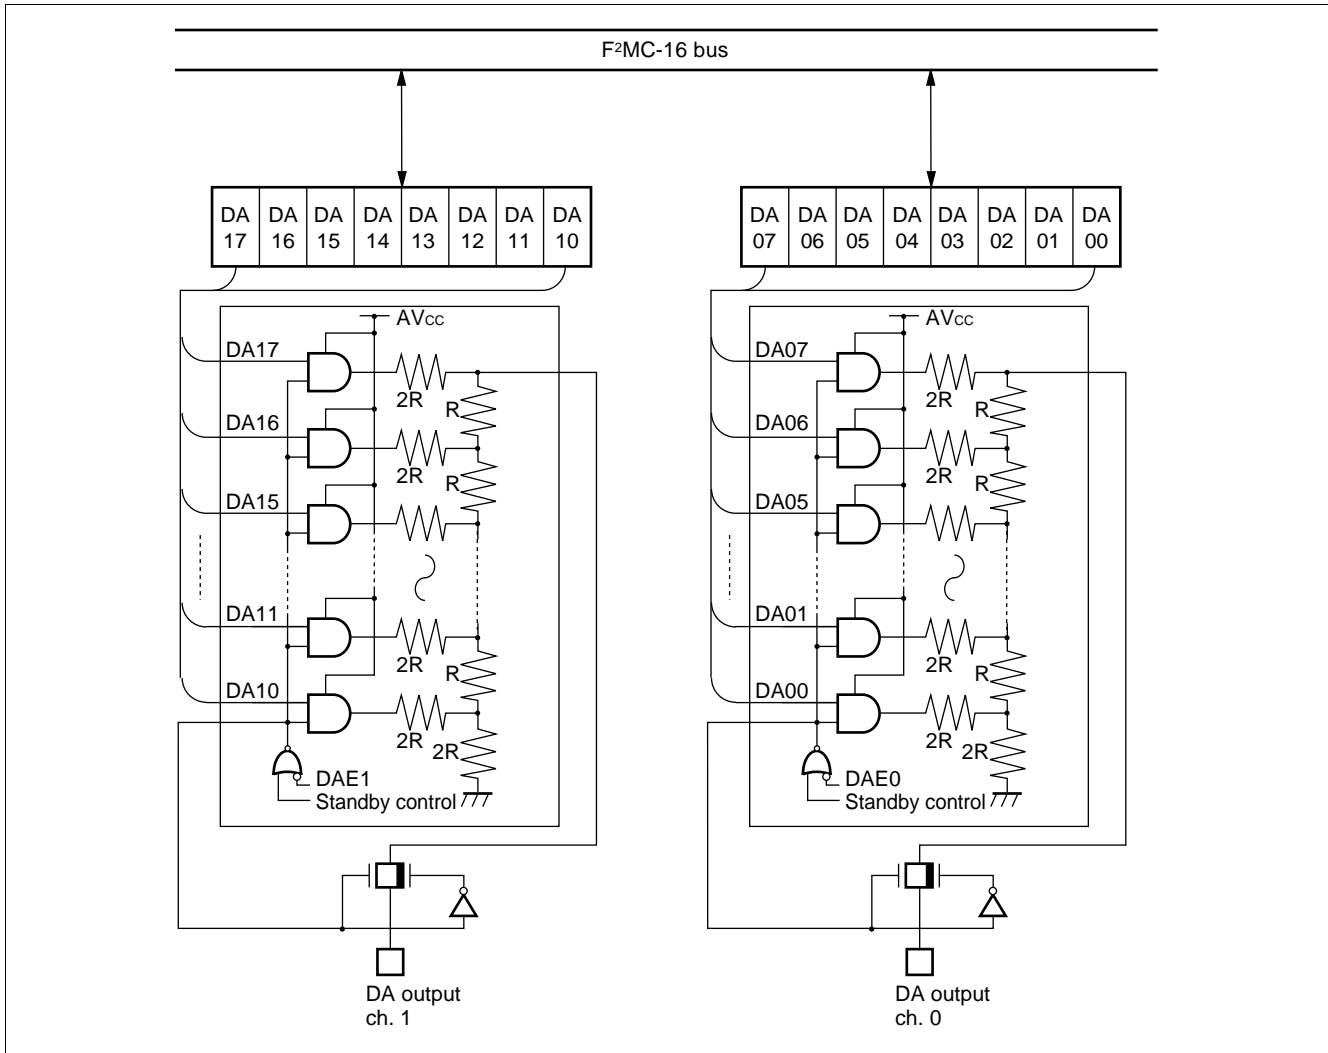 F²MC-16 bus
DA 17 DA 16 DA 15 DA 14 DA 13 DA 12 DA 11 DA 10
DA 07 DA 06 DA 05 DA 04 DA 03 DA 02 DA 01 DA 00
AVCC
DA17
2R
R
DA16
2R
R
DA15
DA11
2R
R
DA10
2R
2R
DAE1
Standby control
DA output
ch. 1
AVCC
DA07
2R
R
DA06
2R
R
DA05
DA01
2R
R
DA00
2R
2R
DAE0
Standby control
DA output
ch. 0